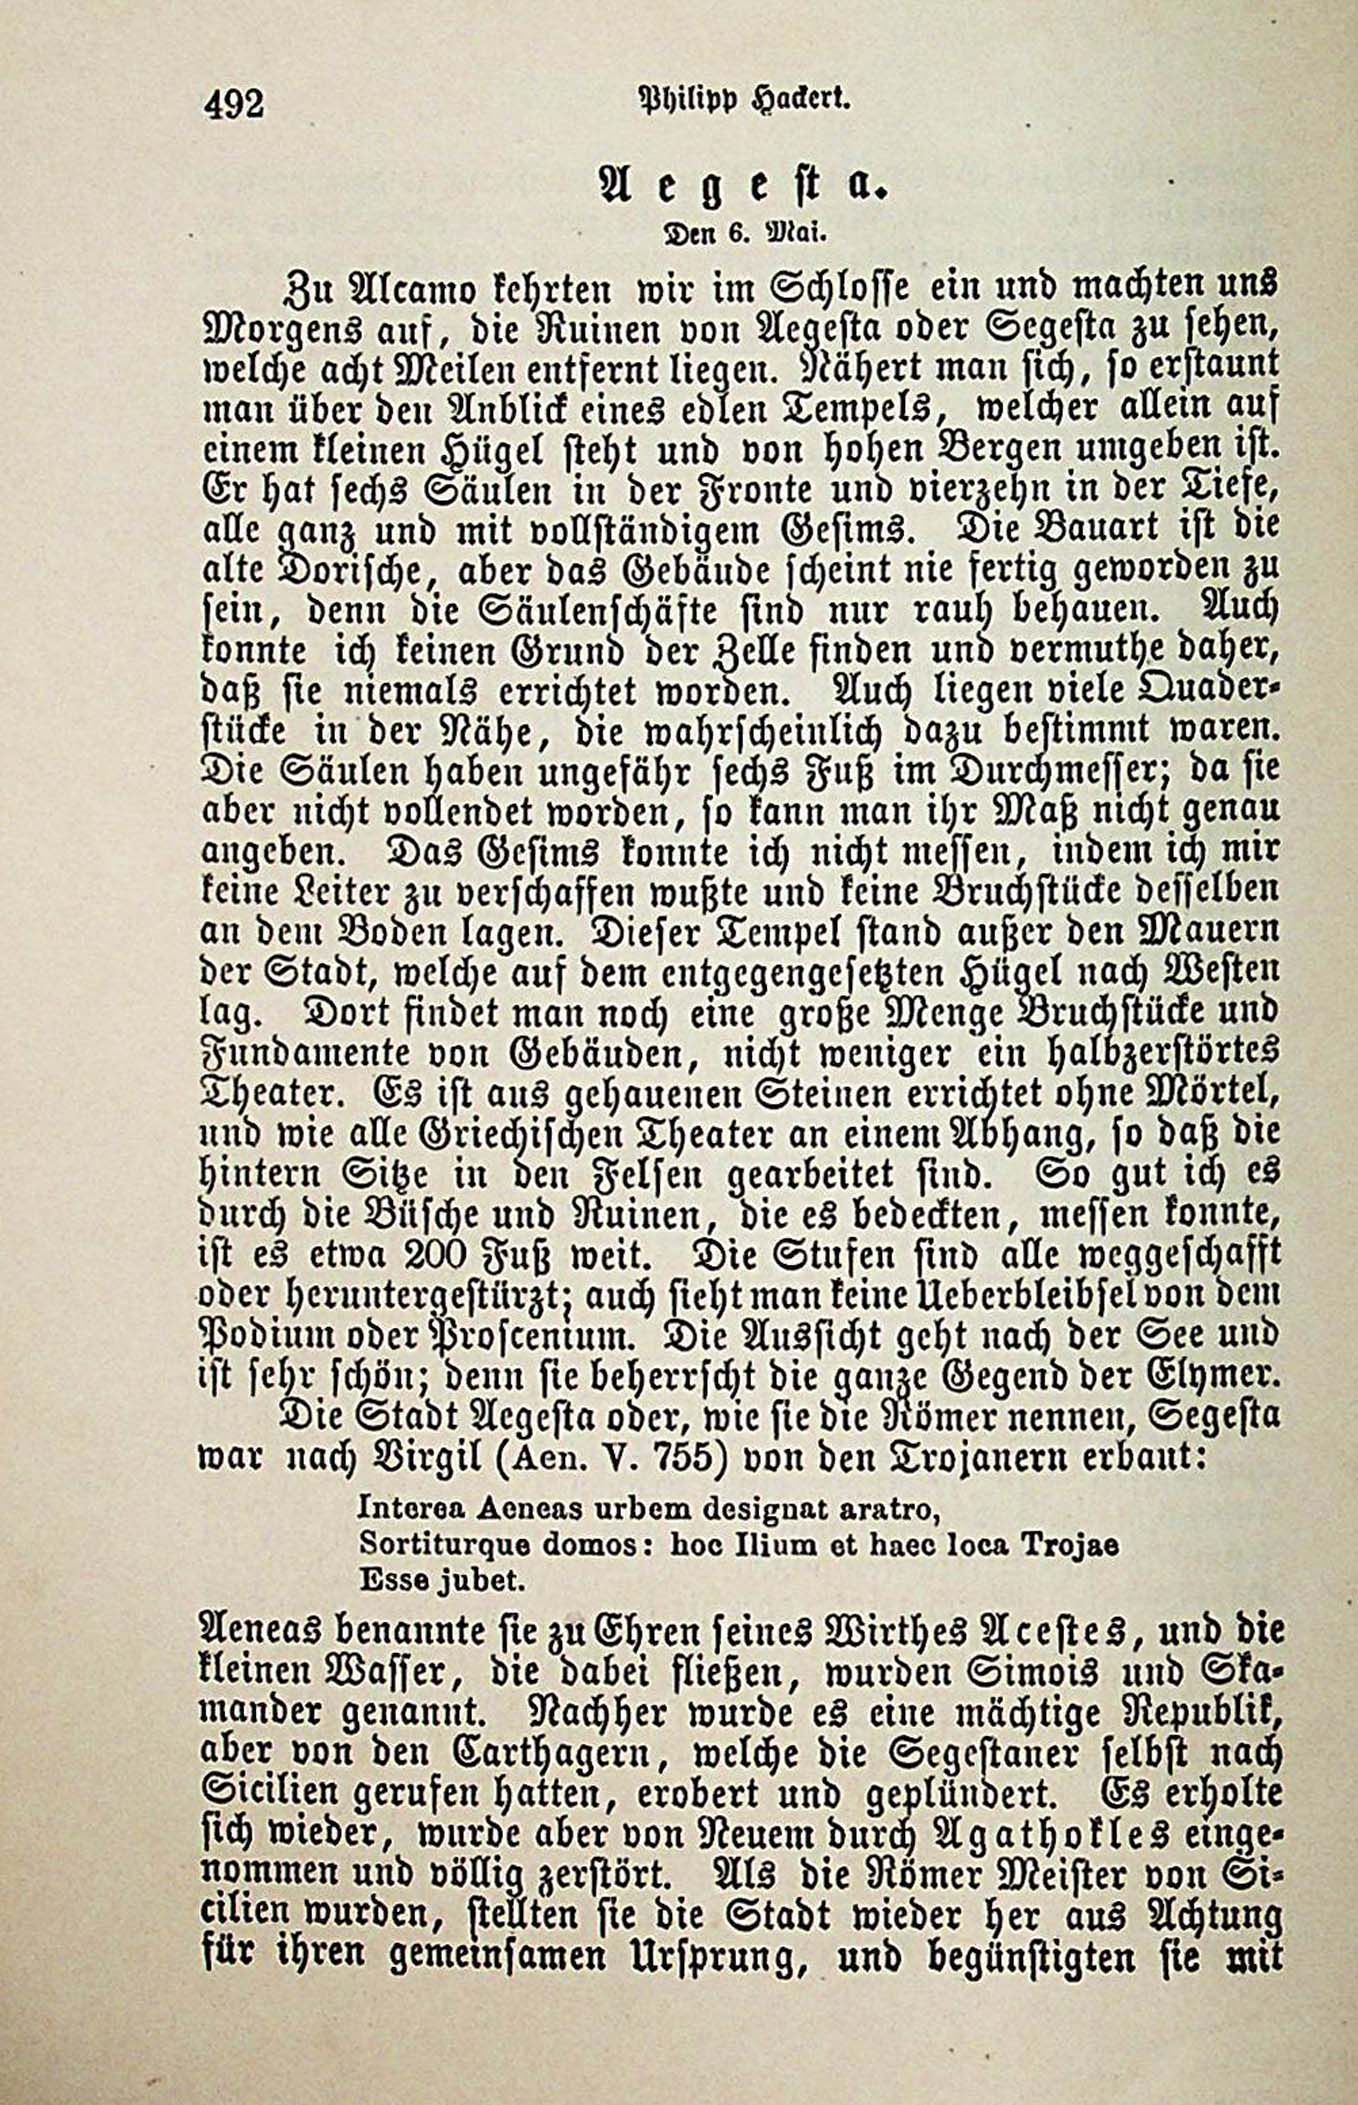 492
Philipp Hackert.
Aegesta.
Den 6. Mai.
Zu Alcamo kehrten wir im Schlosse ein und machten uns
Morgens auf, die Ruinen von Aegesta oder Segesta zu sehen,
welche acht Meilen entfernt liegen. Nähert man sich, so erstaunt
man über den Anblick eines edlen Tempels, welcher allein auf
einem kleinen Hügel steht und von hohen Bergen umgeben ist.
Er hat sechs Säulen in der Fronte und vierzehn in der Tiefe,
alle ganz und mit vollständigem Gesims. Die Bauart ist die
alte Dorische, aber das Gebäude scheint nie fertig geworden zu
sein, denn die Säulenschäfte sind nur rauh behauen. Auch
konnte ich keinen Grund der Zelle finden und vermuthe daher,
daß sie niemals errichtet worden. Auch liegen viele Quader-
stücke in der Nähe, die wahrscheinlich dazu bestimmt waren.
Die Säulen haben ungefähr sechs Fuß im Durchmesser; da sie
aber nicht vollendet worden, so kann man ihr Maß nicht genau
angeben. Das Gesims konnte ich nicht messen, indem ich mir
keine Leiter zu verschaffen wußte und keine Bruchstücke desselben
an dem Boden lagen. Dieser Tempel stand außer den Mauern
der Stadt, welche auf dem entgegengesetzten Hügel nach Westen
lag. Dort findet man noch eine große Menge Bruchstücke und
Fundamente von Gebäuden, nicht weniger ein halbzerstörtes
Theater. Es ist aus gehauenen Steinen errichtet ohne Mörtel,
und wie alle Griechischen Theater an einem Abhang, so daß die
hintern Sitze in den Felsen gearbeitet sind. So gut ich es
durch die Büsche und Ruinen, die es bedeckten, messen konnte,
ist es etwa 200 Fuß weit. Die Stufen sind alle weggeschafft
oder heruntergestürzt; auch sieht man keine Ueberbleibsel von dem
Podium oder Proscenium. Die Aussicht geht nach der See und
ist sehr schön; denn sie beherrscht die ganze Gegend der Elymer.
Die Stadt Aegesta oder, wie sie die Römer nennen, Segesta
war nach Virgil (Aen. V. 755) von den Trojanern erbaut:
Interea Aeneas urbem designat aratro,
Sortiturque domos: hoc Ilium et haec loca Trojae
Esse jubet.
Aeneas benannte sie zu Ehren seines Wirthes Acestes, und die
kleinen Wasser, die dabei fließen, wurden Simois und Ska-
mander genannt. Nachher wurde es eine mächtige Republik,
aber von den Carthagern, welche die Segestaner selbst nach
Sicilien gerufen hatten, erobert und geplündert. Es erholte
sich wieder, wurde aber von Neuem durch Agathokles einge-
nommen und völlig zerstört. Als die Römer Meister von Si-
cilien wurden, stellten sie die Stadt wieder her aus Achtung
für ihren gemeinsamen Ursprung, und begünstigten sie mit